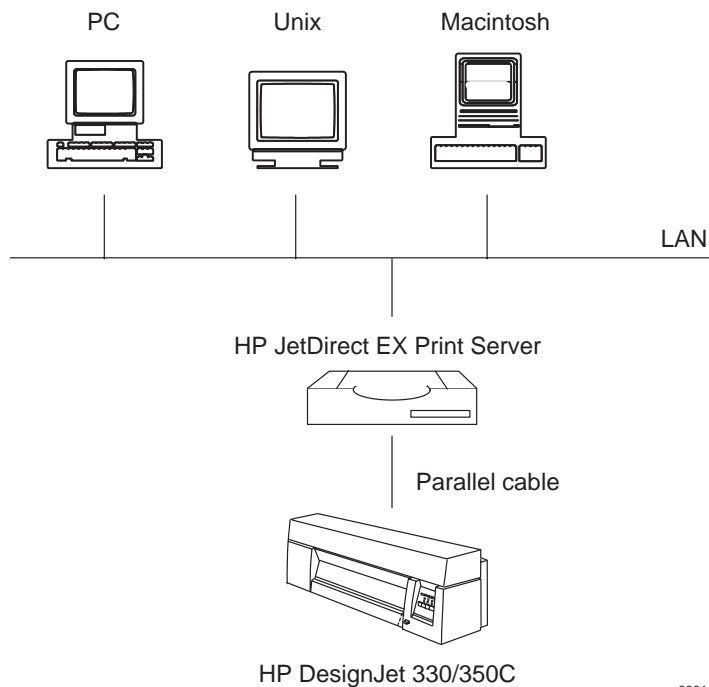 PC Unix Macintosh
LAN
HP JetDirect EX Print Server
Parallel cable
HP DesignJet 330/350C